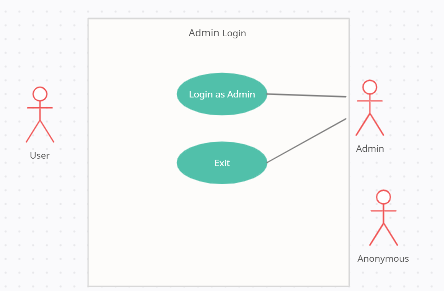 Admin Login
Login as Admin
User
Admin
Exit
Anonymous